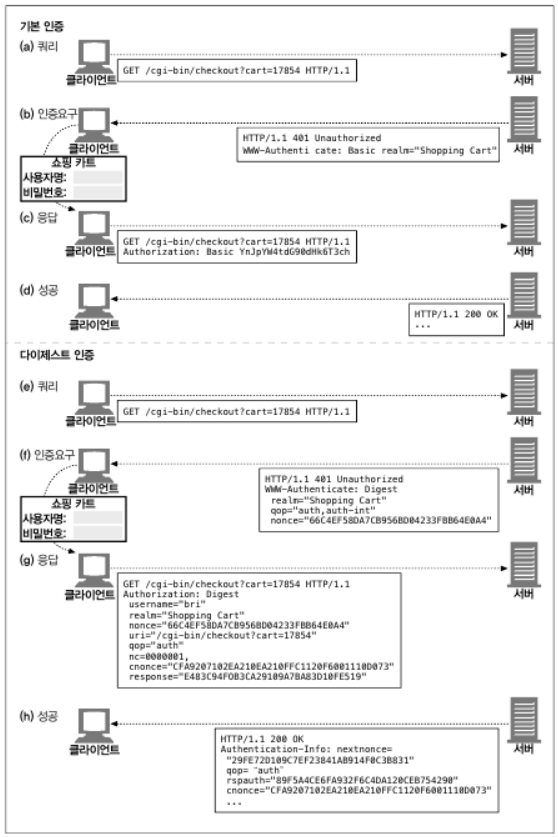 기본 인증
(a) 쿼리
클라이언트
GET /cgi-bin/checkout?cart=17854 HTTP/1.1
서버
(b) 인증요구
클라이언트
HTTP/1.1 401 Unauthorized
WWW-Authenti cate: Basic realm="Shopping Cart"
서버
쇼핑 카트
사용자명:
비밀번호:
(c) 응답
클라이언트
GET /cgi-bin/checkout?cart=17854 HTTP/1.1
Authorization: Basic YnJpYW4tdG90dHk6T3ch
서버
(d) 성공
클라이언트
HTTP/1.1 200 OK
...
서버
다이제스트 인증
(e) 쿼리
클라이언트
GET /cgi-bin/checkout?cart=17854 HTTP/1.1
서버
(f) 인증요구
클라이언트
HTTP/1.1 401 Unauthorized
WWW-Authenticate: Digest
realm="Shopping Cart"
qop="auth,auth-int"
nonce="66C4EF58DA7CB956BD04233FBB64E0A4"
서버
쇼핑 카트
사용자명:
비밀번호:
(g) 응답
클라이언트
GET /cgi-bin/checkout?cart=17854 HTTP/1.1
Authorization: Digest
username="bri"
realm="Shopping Cart"
nonce="66C4EF58DA7CB956BD04233FBB64E0A4"
uri="/cgi-bin/checkout?cart=17854"
qop="auth"
nc=0000001,
cnonce="CFA9207102EA210EA210FFC1120F6001110D073"
response="E483C94FOB3CA29109A7BA83D10FE519"
서버
(h) 성공
클라이언트
HTTP/1.1 200 OK
Authentication-Info: nextnonce=
"29FE72D109C7EF23841AB914F0C3B831"
qop= "auth"
rspauth="89F5A4CE6FA932F6C4DA120CEB754290"
cnonce="CFA9207102EA210EA210FFC1120F6001110D073"
...
서버